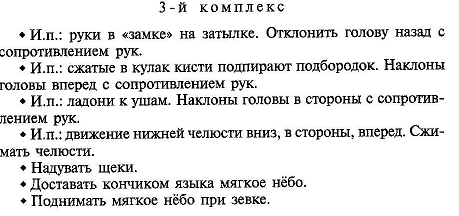 3-й комплекс
• И.п.: руки в «замке» на затылке. Отклонить голову назад с
сопротивлением рук.
• И.п.: сжатые в кулак кисти подпирают подбородок. Наклоны
головы вперед с сопротивлением рук.
• И.п.: ладони к ушам. Наклоны головы в стороны с сопротив-
лением рук.
• И.п.: движение нижней челюсти вниз, в стороны, вперед. Сжи-
мать челюсти.
• Надувать щеки.
• Доставать кончиком языка мягкое нёбо.
• Поднимать мягкое нёбо при зевке.